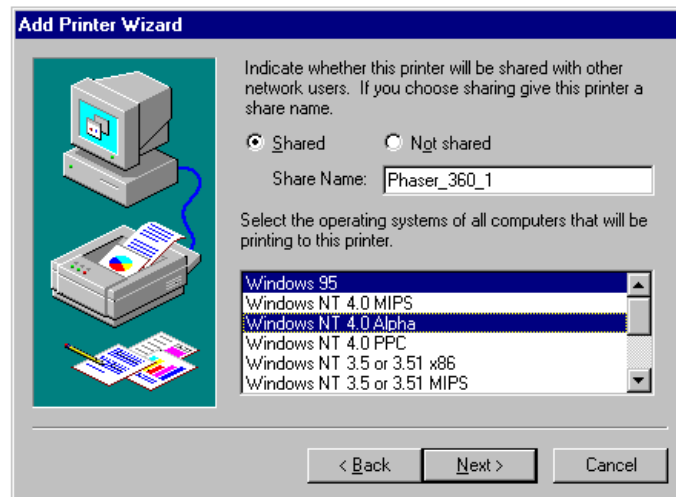 Add Printer Wizard
Indicate whether this printer will be shared with other
network users.  If you choose sharing give this printer a
share name.
Shared Not shared
Share Name: Phaser_360_1
Select the operating systems of all computers that will be
printing to this printer.
Windows 95
Windows NT 4.0 MIPS
Windows NT 4.0 Alpha
Windows NT 4.0 PPC
Windows NT 3.5 or 3.51 x86
Windows NT 3.5 or 3.51 MIPS
< Back Next > Cancel